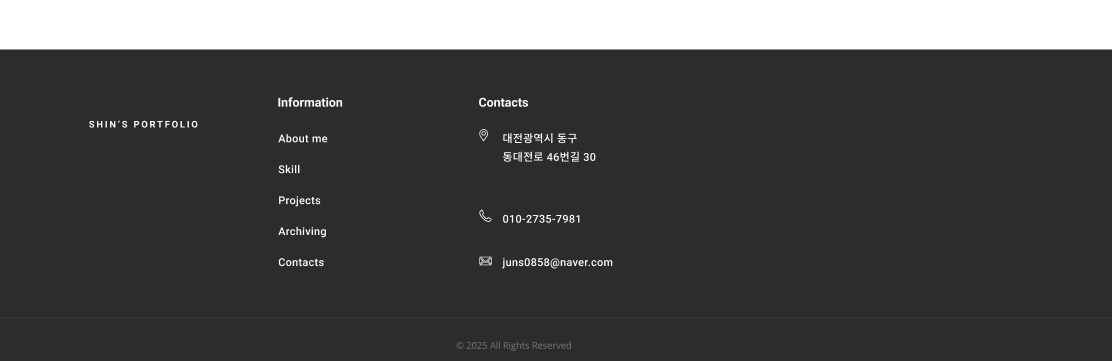 SHIN'S PORTFOLIO
Information
About me
Skill
Projects
Archiving
Contacts
Contacts
대전광역시 동구
동대전로 46번길 30
010-2735-7981
juns0858@naver.com
© 2025 All Rights Reserved